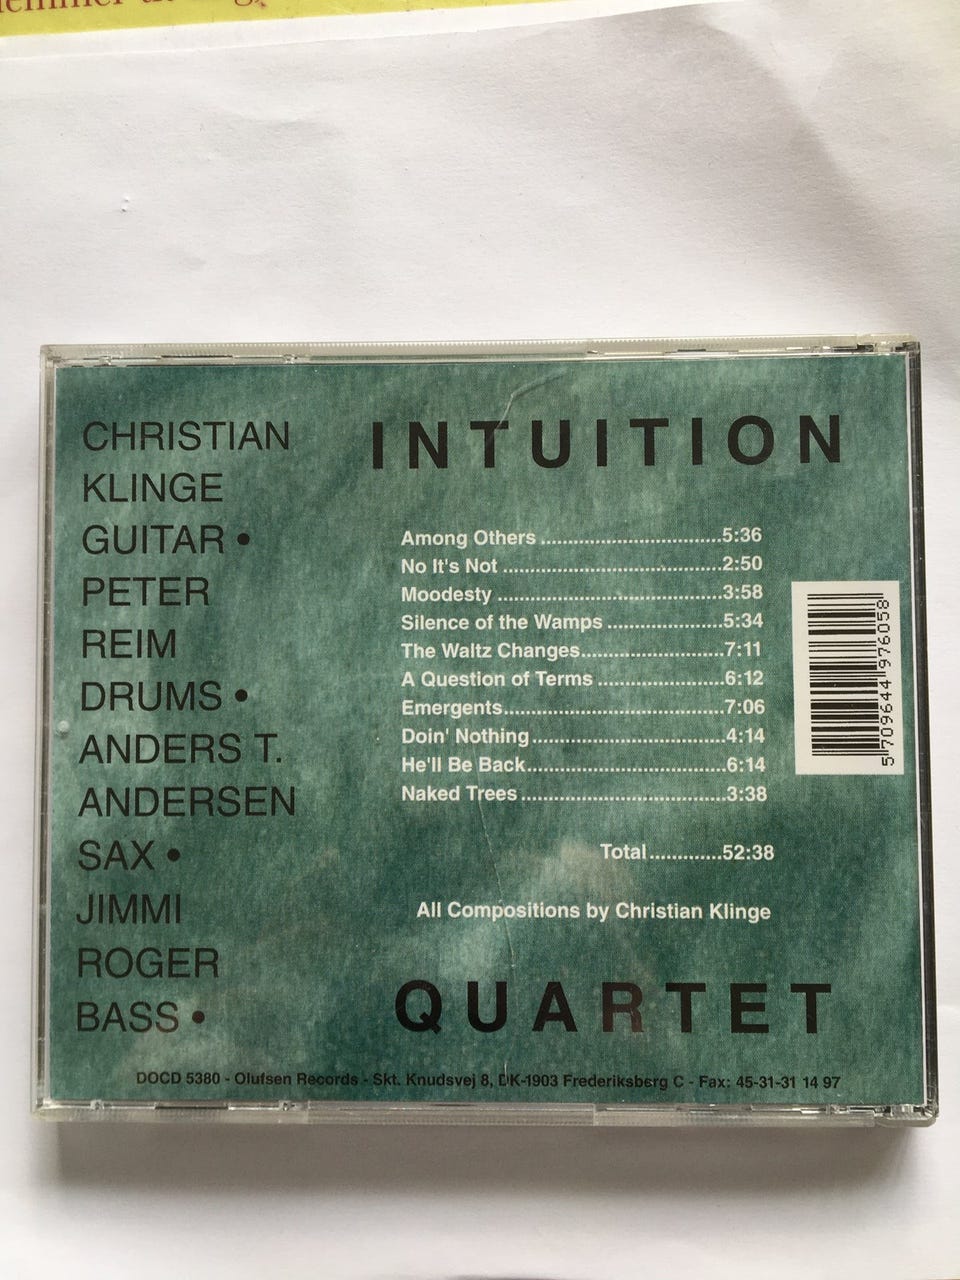 CHRISTIAN
KLINGE
GUITAR •
PETER
REIM
DRUMS •
ANDERS T.
ANDERSEN
SAX •
JIMMI
ROGER
BASS •
INTUITION
Among Others ................................5:36
No It's Not .......................................2:50
Moodesty ........................................3:58
Silence of the Wamps .....................5:34
The Waltz Changes.........................7:11
A Question of Terms ......................6:12
Emergents.......................................7:06
Doin' Nothing ..................................4:14
He'll Be Back...................................6:14
Naked Trees ....................................3:38
Total .............52:38
All Compositions by Christian Klinge
QUARTET
5 709644 976058
DOCD 5380 - Olufsen Records - Skt. Knudsvej 8, DK-1903 Frederiksberg C - Fax: 45-31-31 14 97